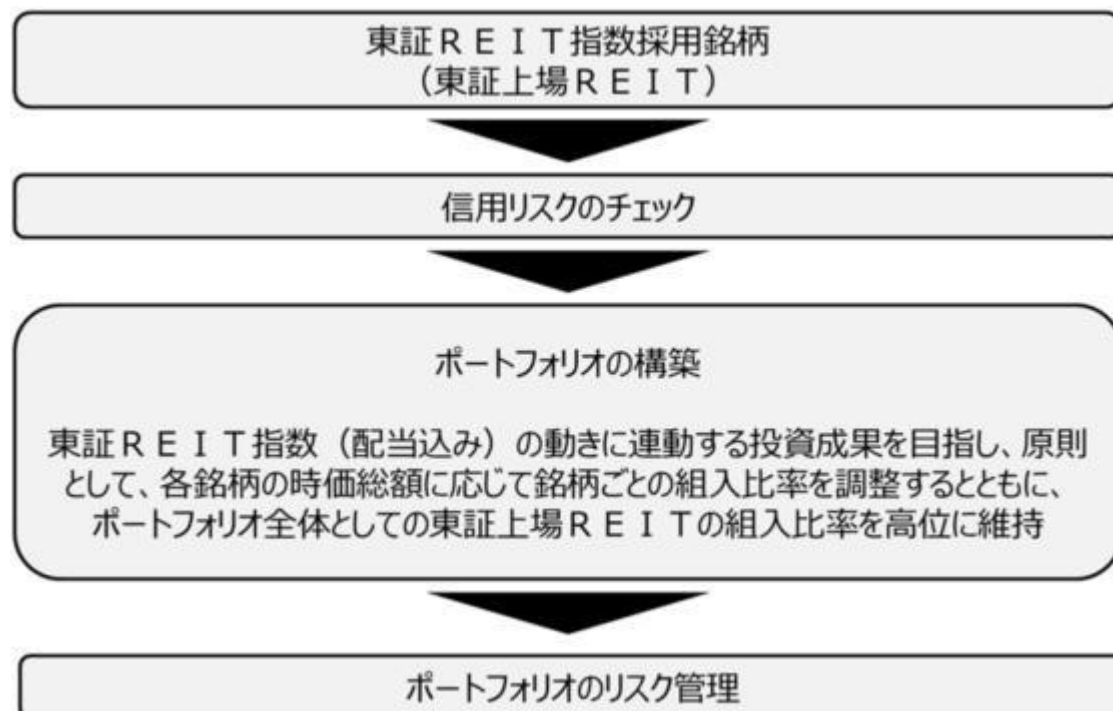 東証ＲＥＩＴ指数採用銘柄
（東証上場ＲＥＩＴ）
信用リスクのチェック
ポートフォリオの構築
東証ＲＥＩＴ指数（配当込み）の動きに連動する投資成果を目指し、原則
として、各銘柄の時価総額に応じて銘柄ごとの組入比率を調整するとともに、
ポートフォリオ全体としての東証上場ＲＥＩＴの組入比率を高位に維持
ポートフォリオのリスク管理